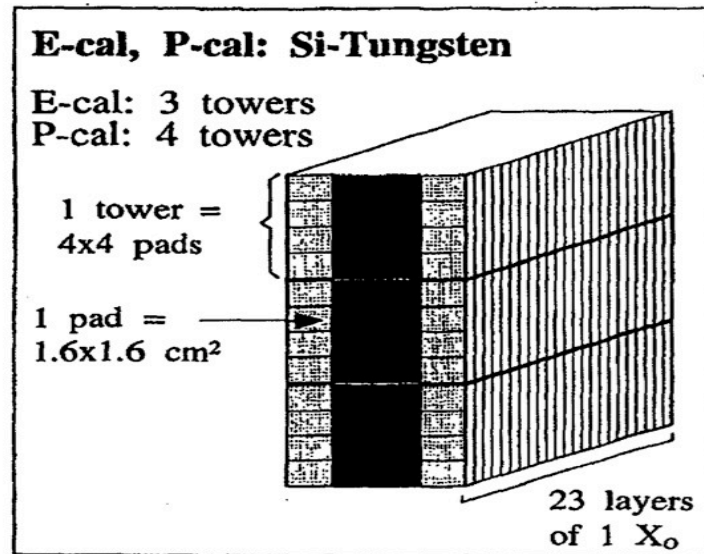 E-cal, P-cal: Si-Tungsten
E-cal: 3 towers
P-cal: 4 towers
1 tower =
4x4 pads
1 pad =
1.6x1.6 cm²
23 layers
of 1 Xₒ